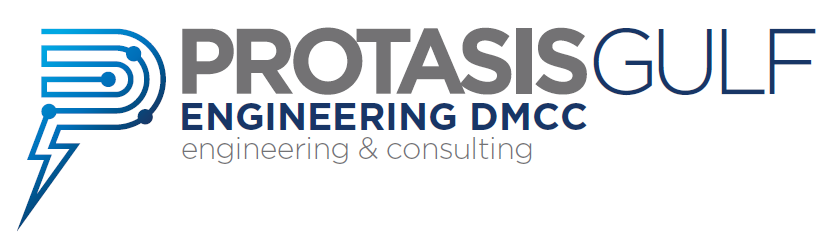 PROTASISGULF
ENGINEERING DMCC
engineering & consulting